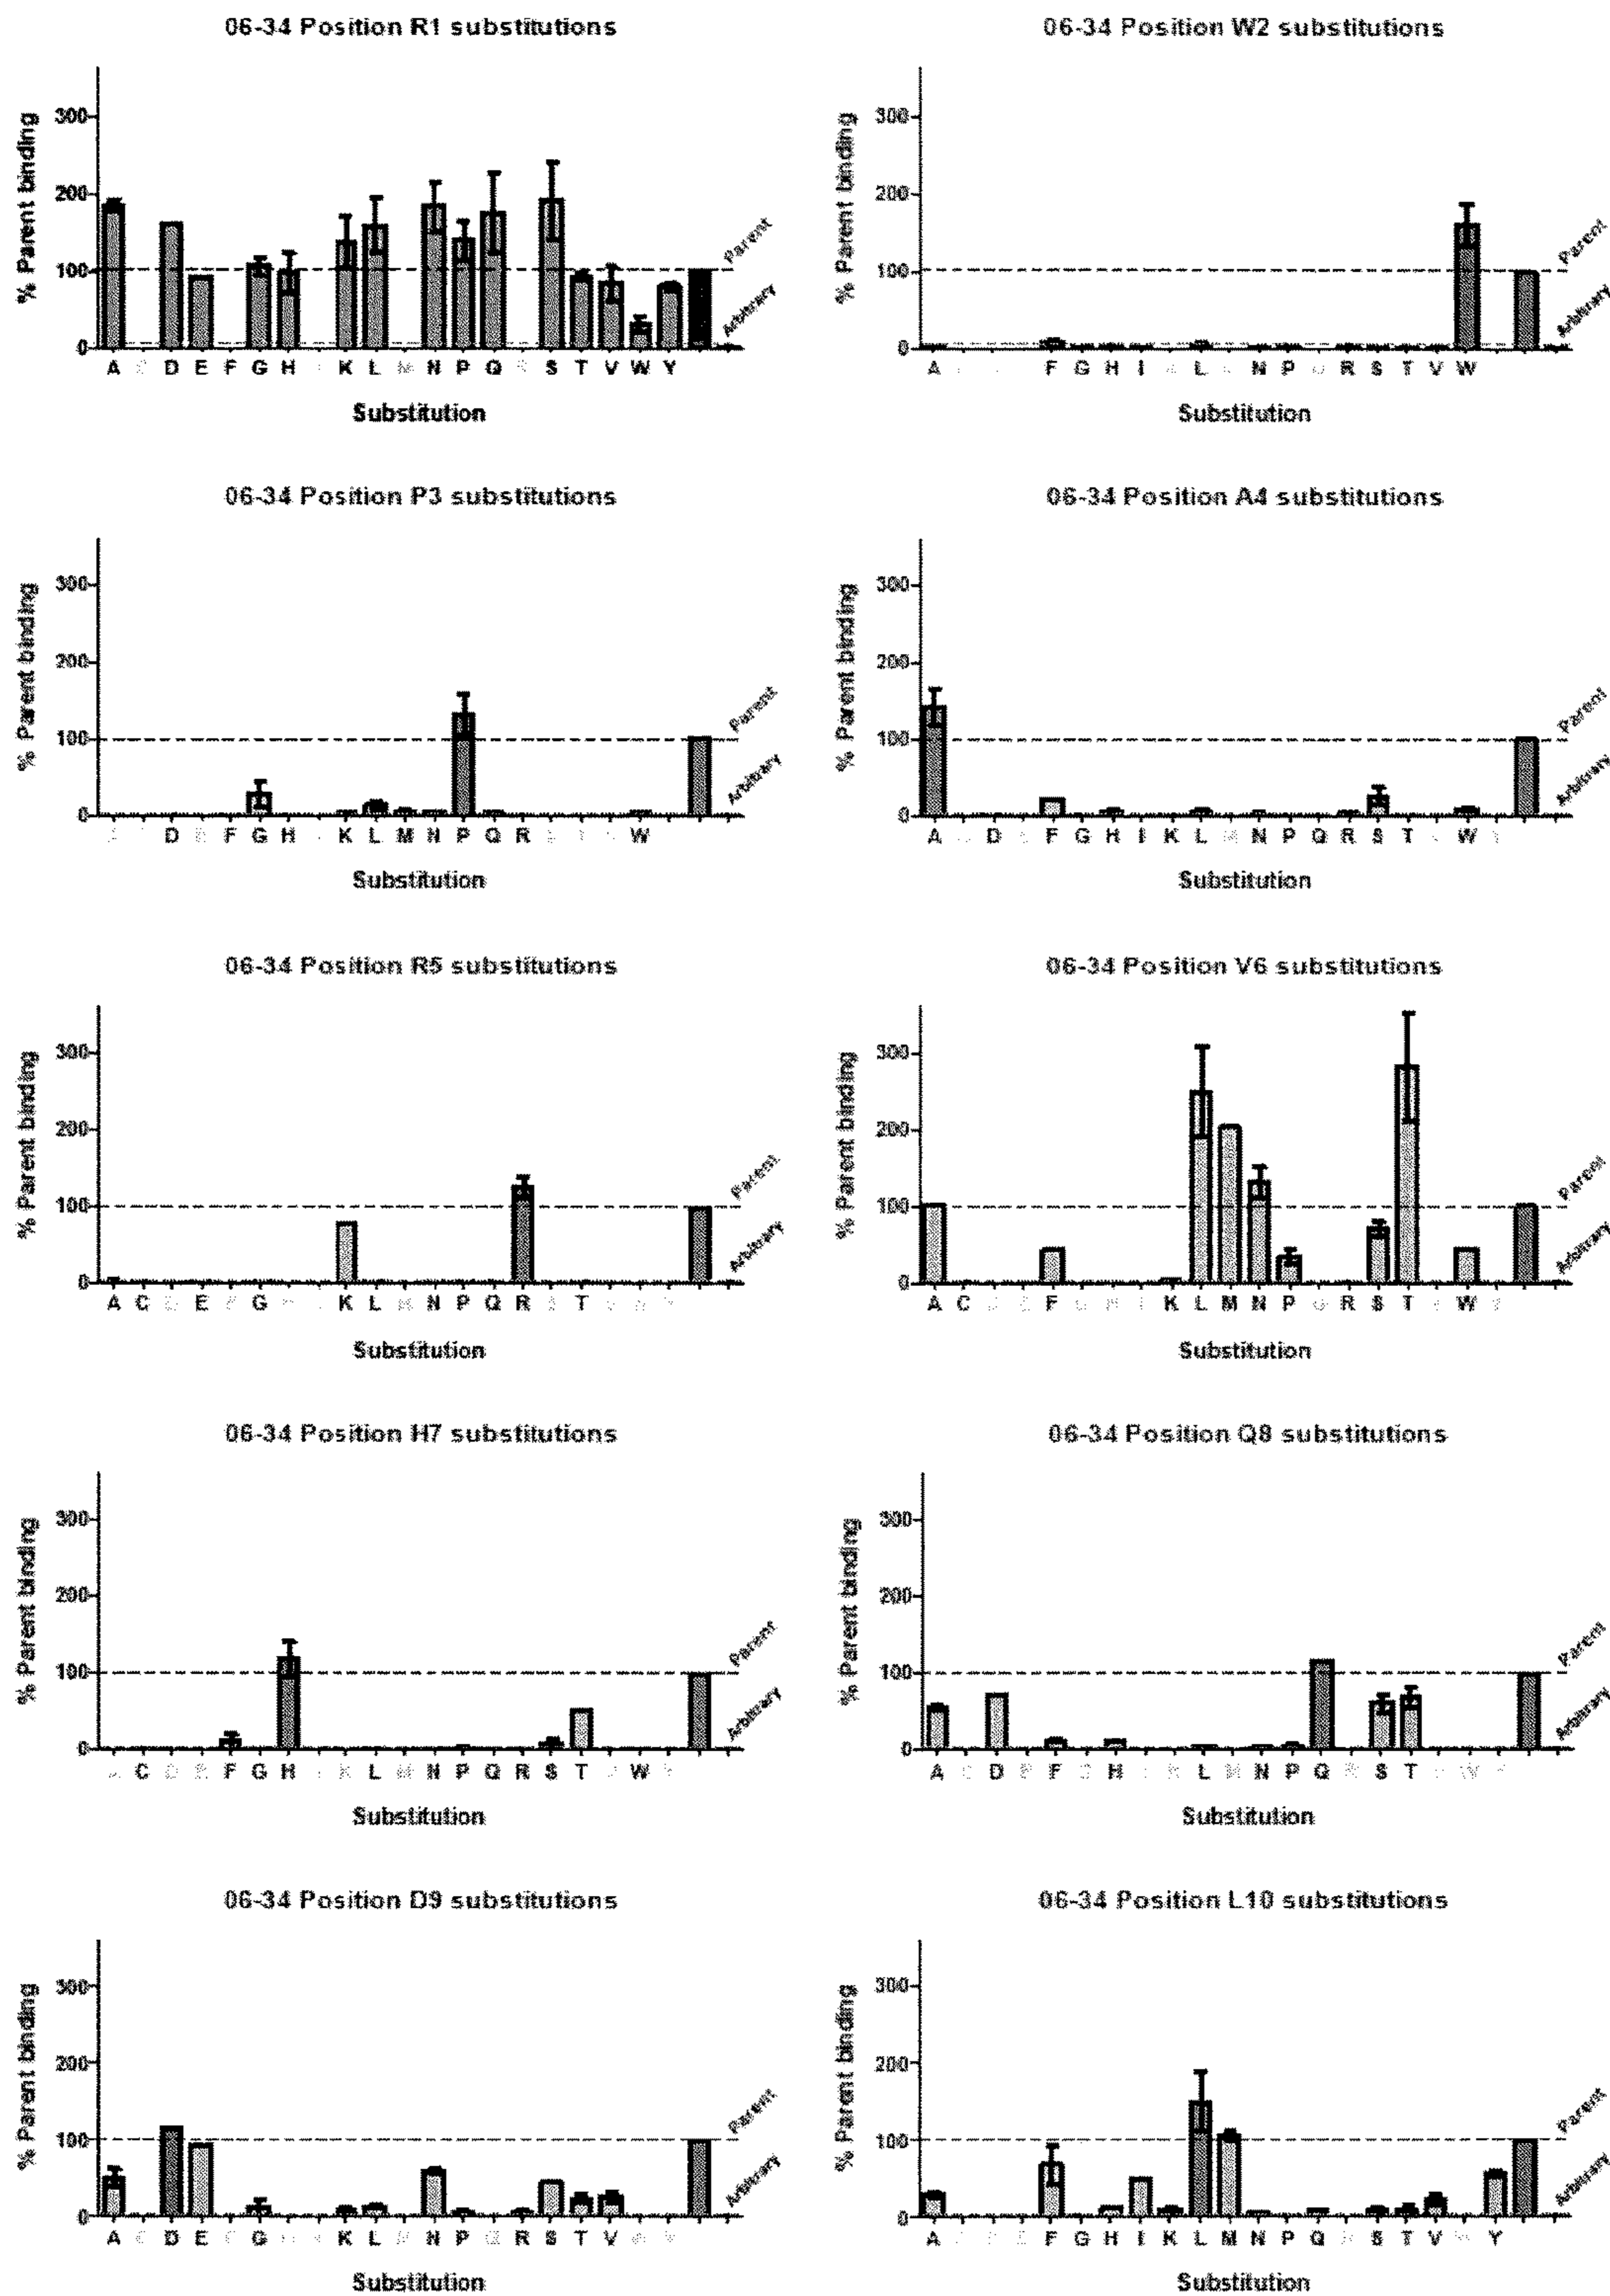 06-34 Position R1 substitutions
% Parent binding
300
200
100
0
A D E F G H K L M N P Q S T V W Y
Parent
Arbitrary
Substitution
06-34 Position W2 substitutions
% Parent binding
300
200
100
0
A F G H I L N P R S T V W
Parent
Arbitrary
Substitution
06-34 Position P3 substitutions
% Parent binding
300
200
100
0
D F G H K L M N P Q R W
Parent
Arbitrary
Substitution
06-34 Position A4 substitutions
% Parent binding
300
200
100
0
A D F G H I K L M N P Q R S T W
Parent
Arbitrary
Substitution
06-34 Position R5 substitutions
% Parent binding
300
200
100
0
A C E G K L M N P Q R T
Parent
Arbitrary
Substitution
06-34 Position V6 substitutions
% Parent binding
300
200
100
0
A C F K L M N P R S T W
Parent
Arbitrary
Substitution
06-34 Position H7 substitutions
% Parent binding
300
200
100
0
C F G H K L M N P Q R S T W
Parent
Arbitrary
Substitution
06-34 Position Q8 substitutions
% Parent binding
300
200
100
0
A D F H L M N P Q S T W
Parent
Arbitrary
Substitution
06-34 Position D9 substitutions
% Parent binding
300
200
100
0
A D E G K L N P Q R S T V
Parent
Arbitrary
Substitution
06-34 Position L10 substitutions
% Parent binding
300
200
100
0
A F G H I K L M N P Q S T V Y
Parent
Arbitrary
Substitution